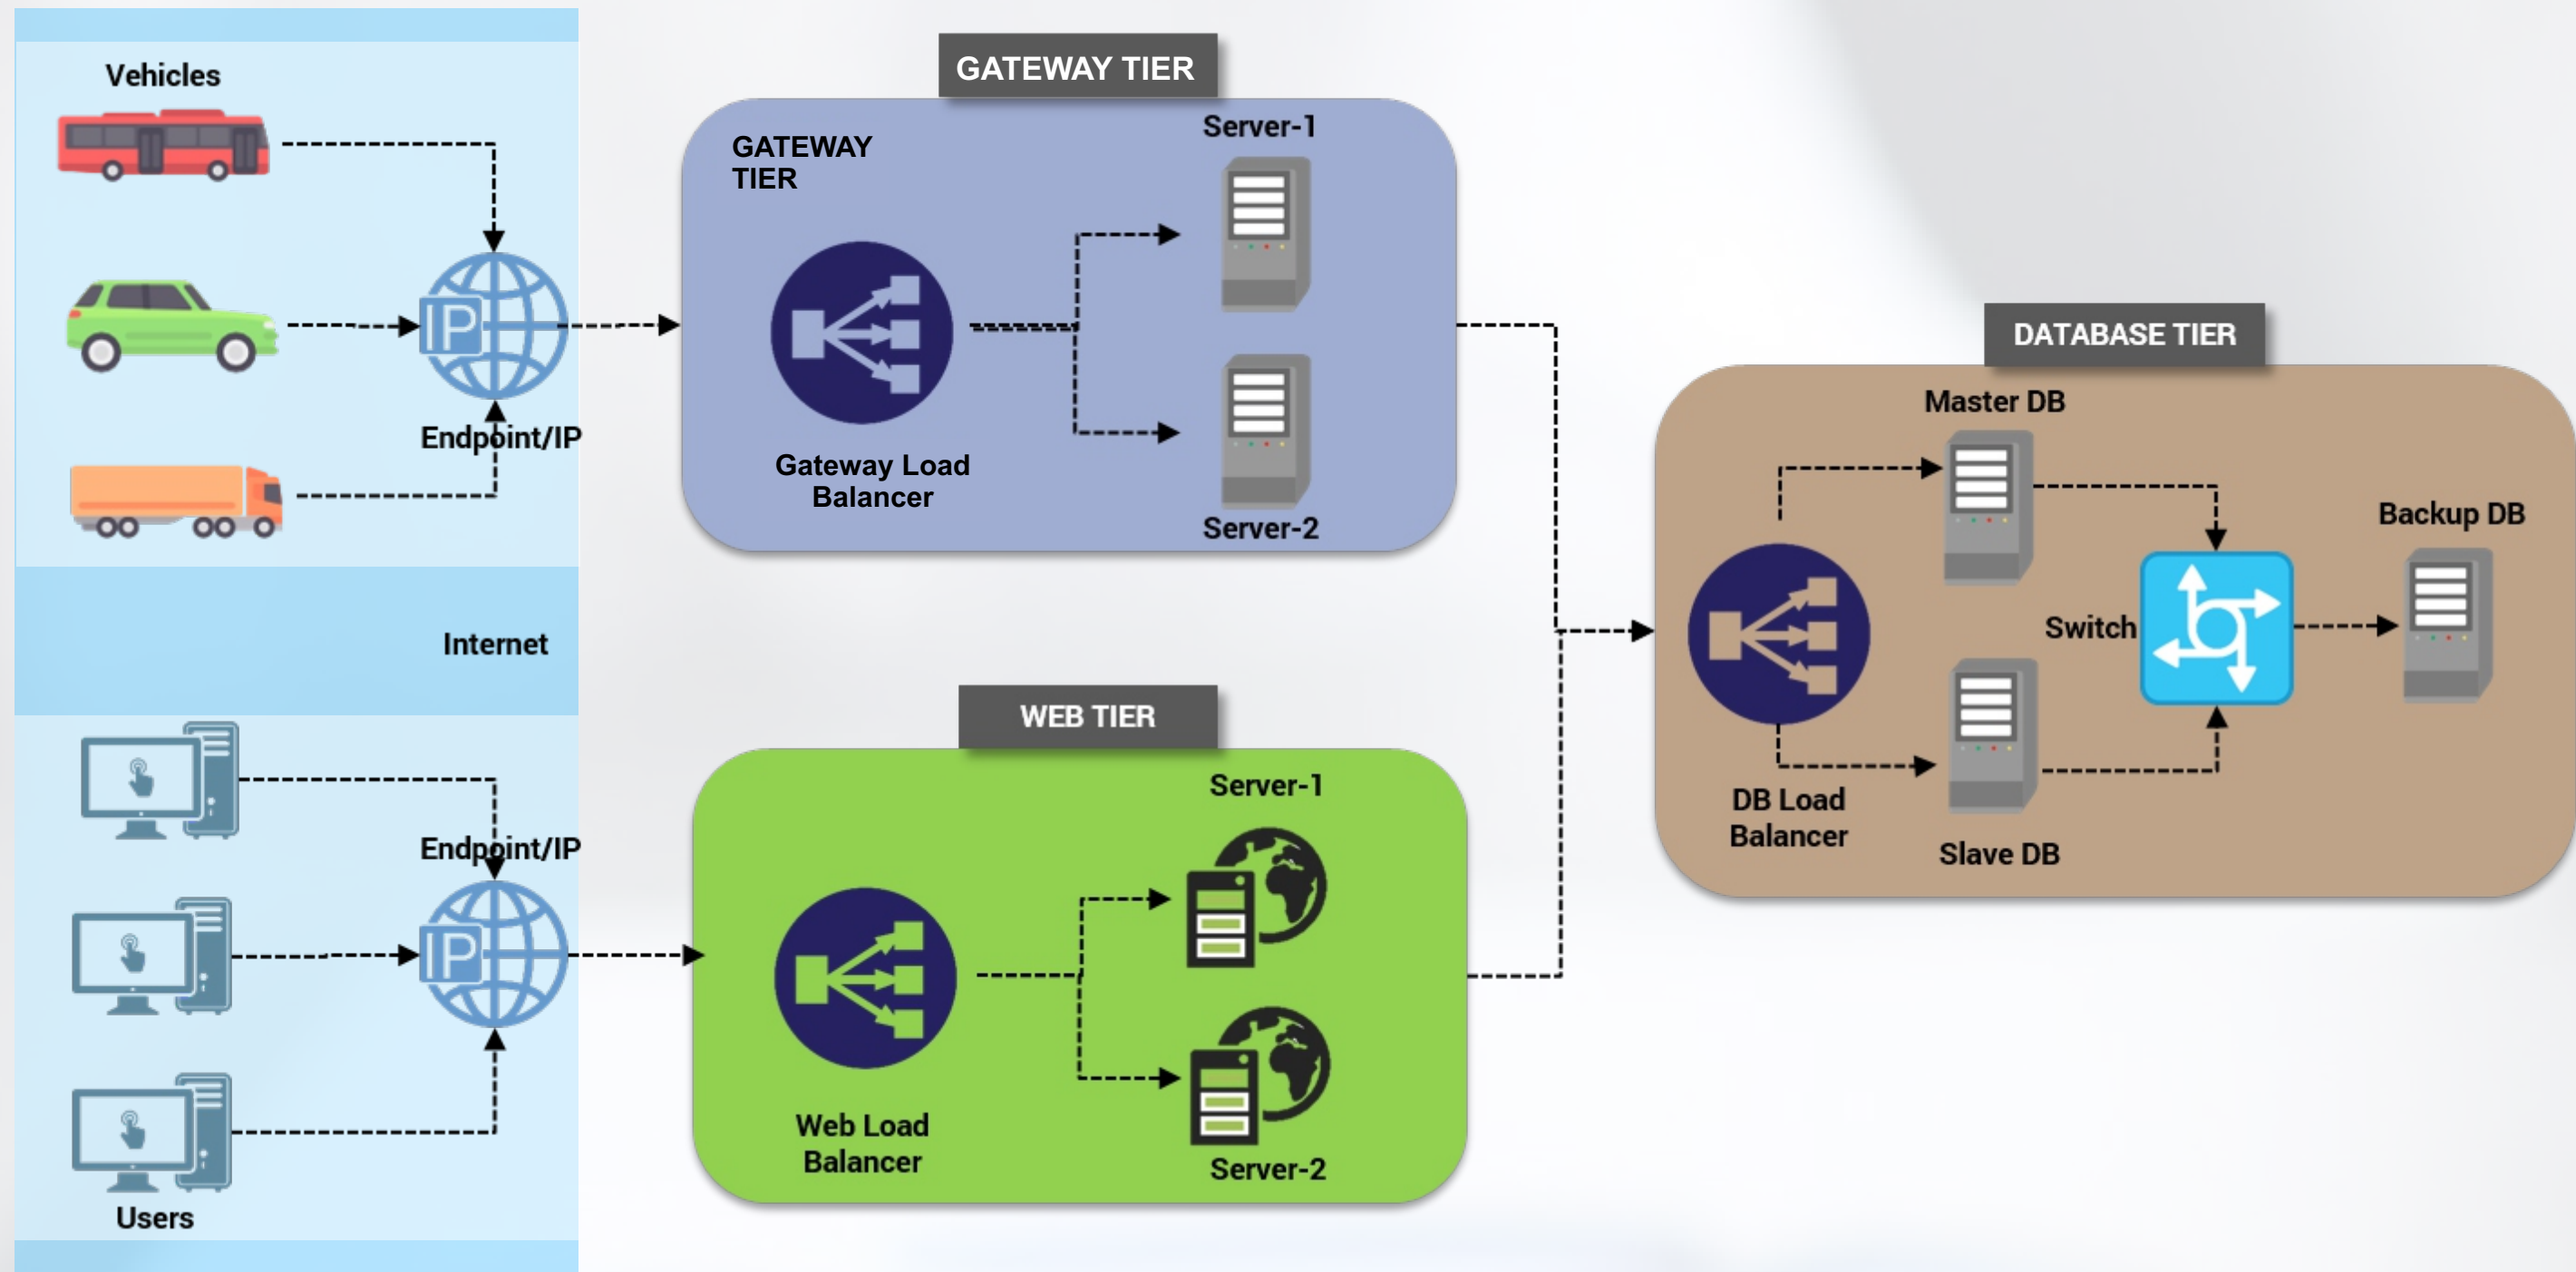 Vehicles
IP
Endpoint/IP
Internet
Endpoint/IP
IP
Users
GATEWAY TIER
GATEWAY
TIER
Server-1
Gateway Load
Balancer
Server-2
WEB TIER
Server-1
Web Load
Balancer
Server-2
DATABASE TIER
Master DB
Backup DB
Switch
DB Load
Balancer
Slave DB